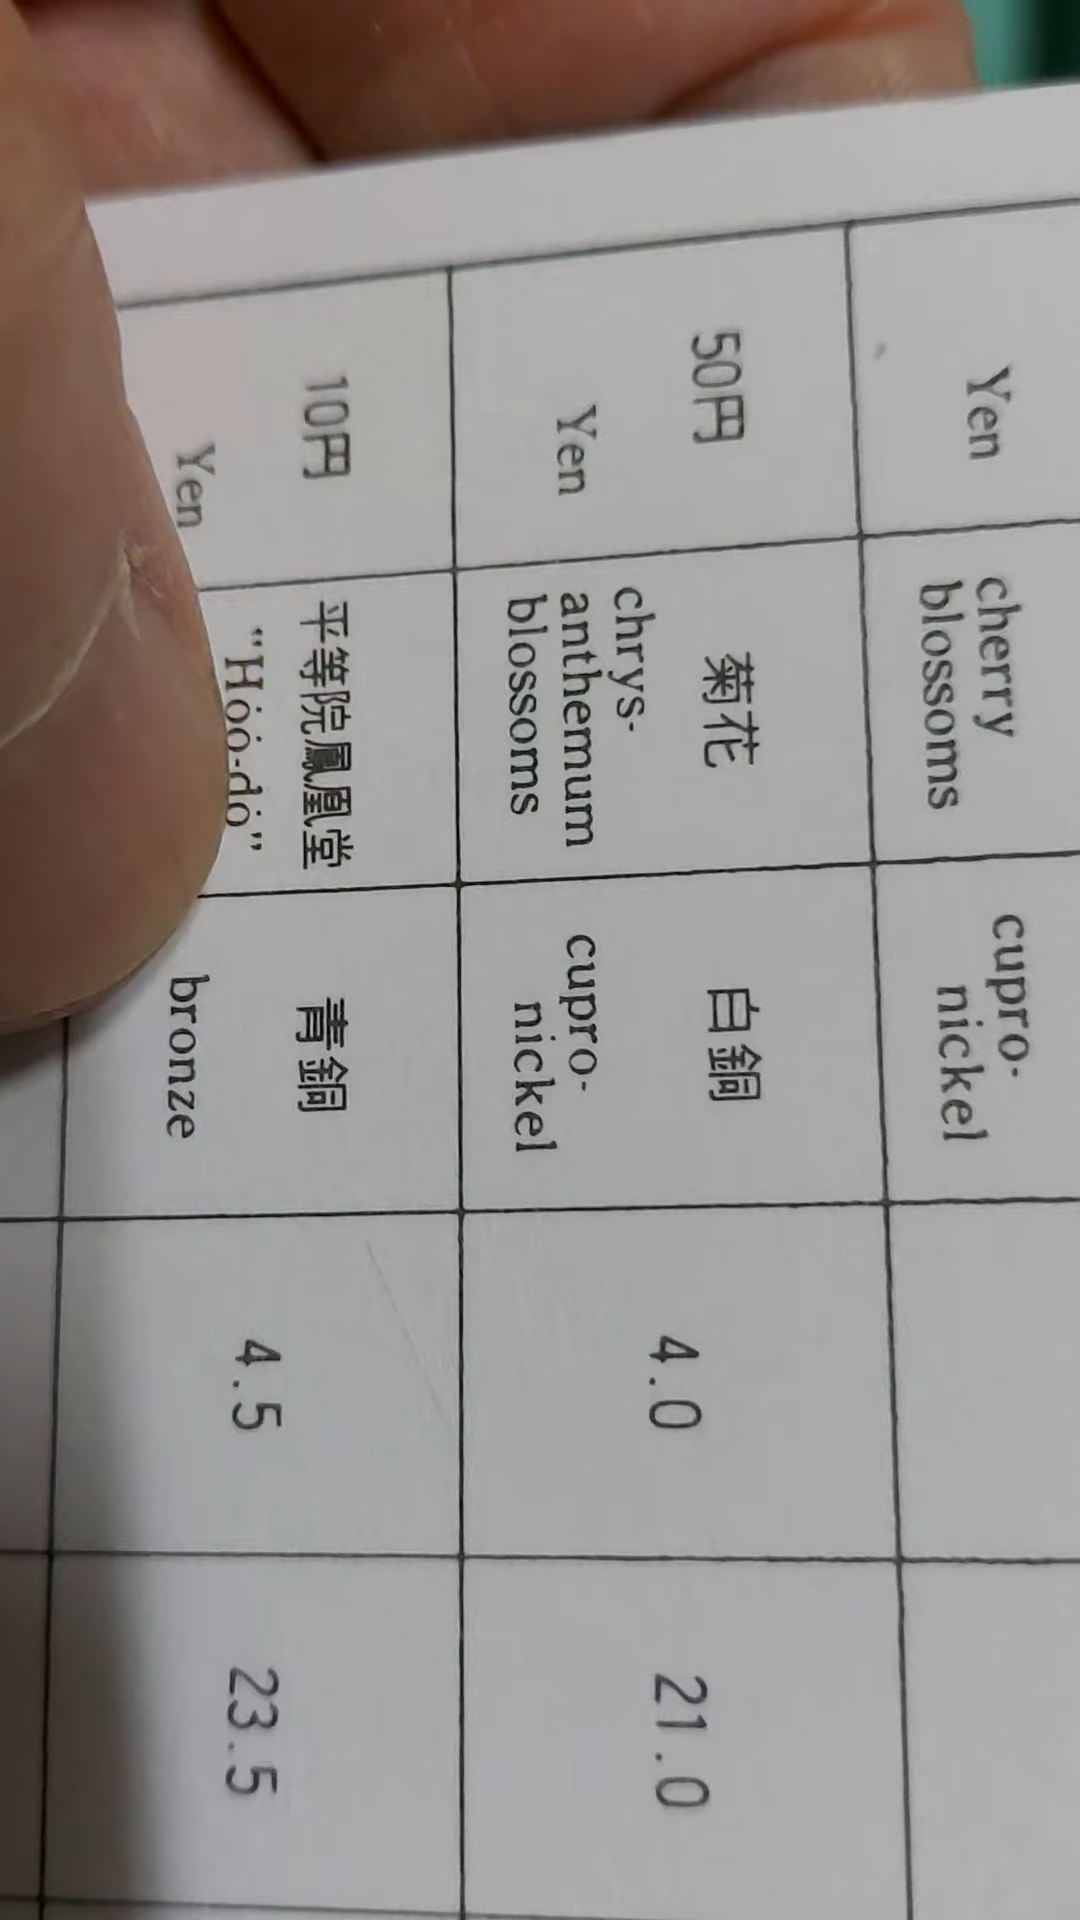 Yen
cherry
blossoms
cupro-
nickel
50円
Yen
菊花
chrys-
anthemum
blossoms
白銅
cupro-
nickel
4.0
21.0
10円
Yen
平等院鳳凰堂
"Hóó-dó"
青銅
bronze
4.5
23.5